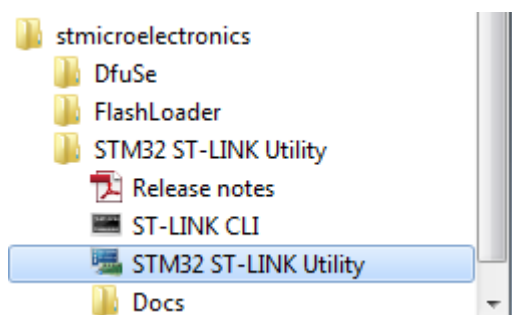 stmicroelectronics
DfuSe
FlashLoader
STM32 ST-LINK Utility
Release notes
ST-LINK CLI
STM32 ST-LINK Utility
Docs